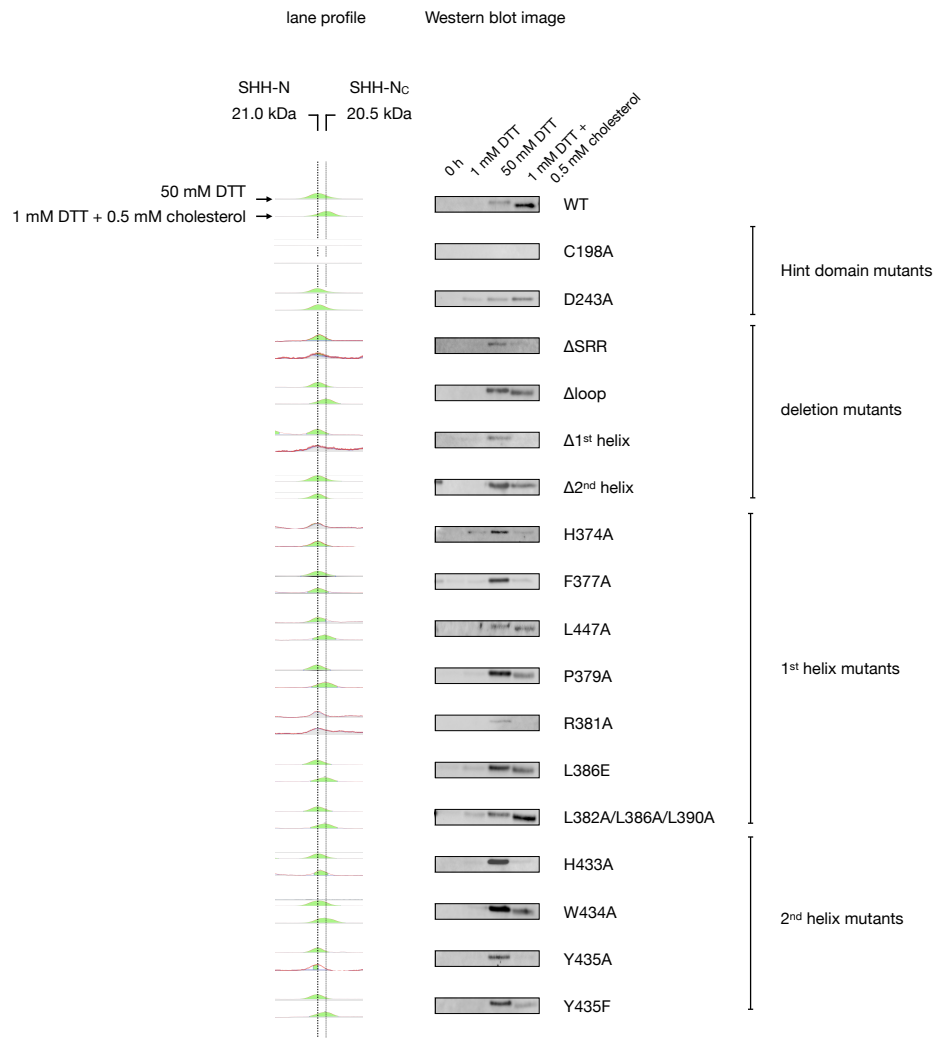 lane profile
Western blot image
SHH-N
SHH-NC
21.0 kDa
20.5 kDa
0 h
1 mM DTT
50 mM DTT
1 mM DTT +
0.5 mM cholesterol
50 mM DTT
1 mM DTT + 0.5 mM cholesterol
WT
C198A
D243A
Hint domain mutants
ΔSRR
Δloop
Δ1st helix
Δ2nd helix
deletion mutants
H374A
F377A
L447A
P379A
R381A
L386E
L382A/L386A/L390A
1st helix mutants
H433A
W434A
Y435A
Y435F
2nd helix mutants